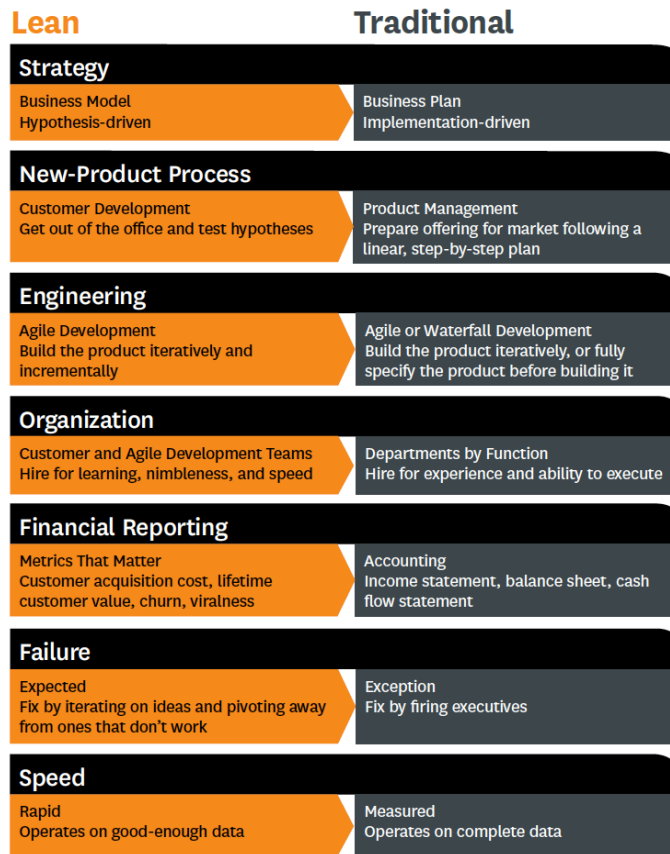 Lean Traditional
Strategy
Business Model
Hypothesis-driven
Business Plan
Implementation-driven
New-Product Process
Customer Development
Get out of the office and test hypotheses
Product Management
Prepare offering for market following a
linear, step-by-step plan
Engineering
Agile Development
Build the product iteratively and
incrementally
Agile or Waterfall Development
Build the product iteratively, or fully
specify the product before building it
Organization
Customer and Agile Development Teams
Hire for learning, nimbleness, and speed
Departments by Function
Hire for experience and ability to execute
Financial Reporting
Metrics That Matter
Customer acquisition cost, lifetime
customer value, churn, viralness
Accounting
Income statement, balance sheet, cash
flow statement
Failure
Expected
Fix by iterating on ideas and pivoting away
from ones that don't work
Exception
Fix by firing executives
Speed
Rapid
Operates on good-enough data
Measured
Operates on complete data